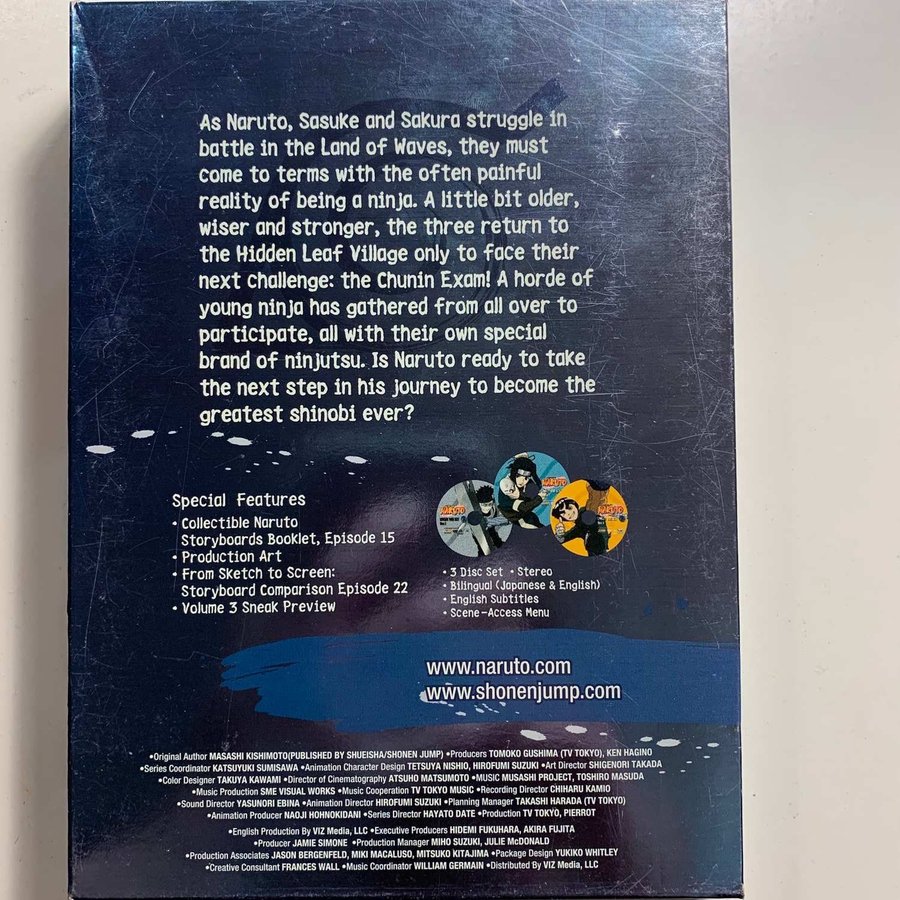 As Naruto, Sasuke and Sakura struggle in
battle in the Land of Waves, they must
come to terms with the often painful
reality of being a ninja. A little bit older,
wiser and stronger, the three return to
the Hidden Leaf Village only to face their
next challenge: the Chunin Exam! A horde of
young ninja has gathered from all over to
participate, all with their own special
brand of ninjutsu. Is Naruto ready to take
the next step in his journey to become the
greatest shinobi ever?
Special Features
• Collectible Naruto
Storyboards Booklet, Episode 15
• Production Art
• From Sketch to Screen:
Storyboard Comparison Episode 22
• Volume 3 Sneak Preview
NARUTO
NARUTO
NARUTO
• 3 Disc Set • Stereo
• Bilingual (Japanese & English)
• English Subtitles
• Scene-Access Menu
www.naruto.com
www.shonenjump.com
•Original Author MASASHI KISHIMOTO(PUBLISHED BY SHUEISHA/SHONEN JUMP) •Producers TOMOKO GUSHIMA (TV TOKYO), KEN HAGINO
•Series Coordinator KATSUYUKI SUMISAWA •Animation Character Design TETSUYA NISHIO, HIROFUMI SUZUKI •Art Director SHIGENORI TAKADA
•Color Designer TAKUYA KAWAMI •Director of Cinematography ATSUHO MATSUMOTO •MUSIC MUSASHI PROJECT, TOSHIRO MASUDA
•Music Production SME VISUAL WORKS •Music Cooperation TV TOKYO MUSIC •Recording Director CHIHARU KAMIO
•Sound Director YASUNORI EBINA •Animation Director HIROFUMI SUZUKI •Planning Manager TAKASHI HARADA (TV TOKYO)
•Animation Producer NAOJI HOHNOKIDANI •Series Director HAYATO DATE •Production TV TOKYO, PIERROT
•English Production By VIZ Media, LLC •Executive Producers HIDEMI FUKUHARA, AKIRA FUJITA
•Producer JAMIE SIMONE •Production Manager MIHO SUZUKI, JULIE McDONALD
•Production Associates JASON BERGENFELD, MIKI MACALUSO, MITSUKO KITAJIMA •Package Design YUKIKO WHITLEY
•Creative Consultant FRANCES WALL •Music Coordinator WILLIAM GERMAIN •Distributed By VIZ Media, LLC